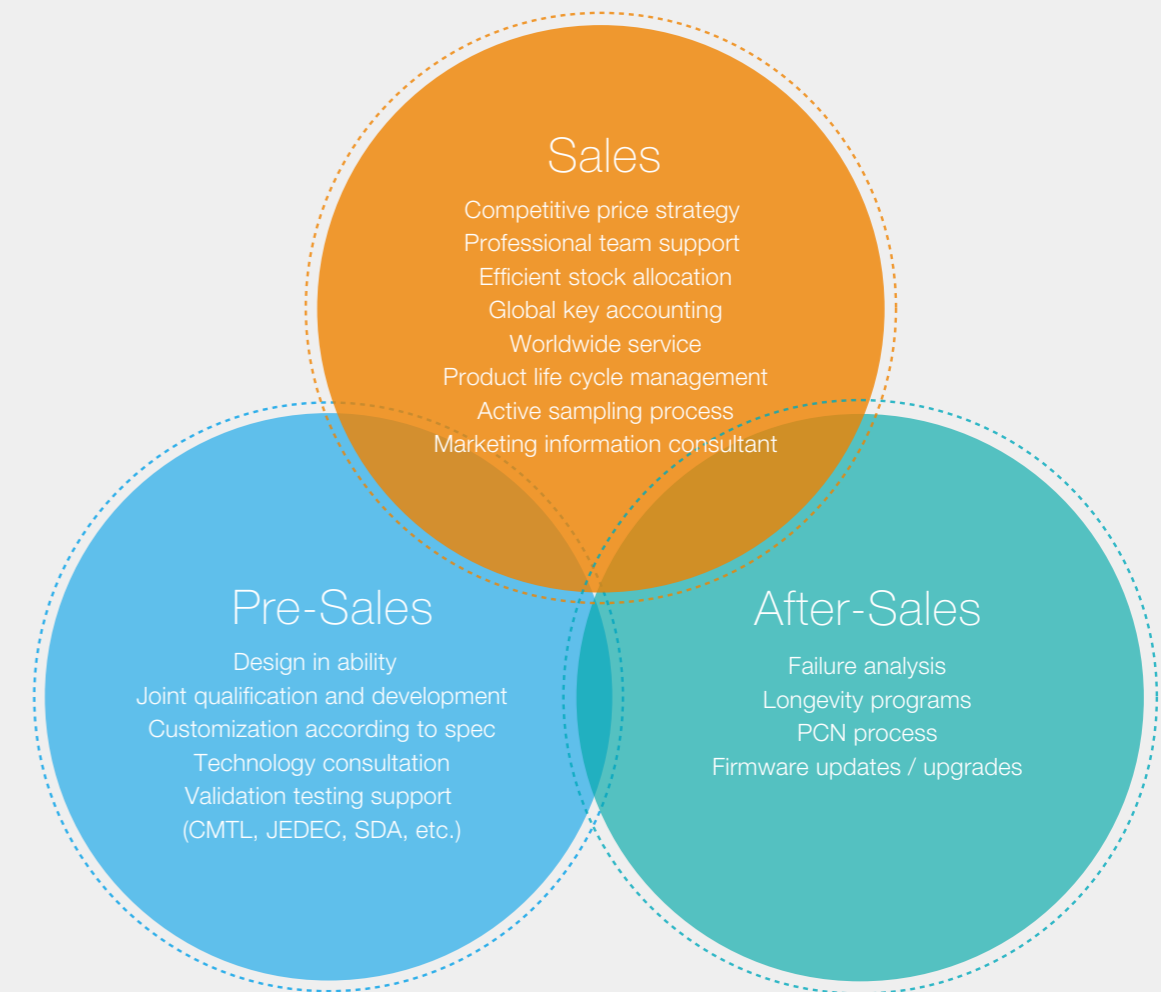 Sales
Competitive price strategy
Professional team support
Efficient stock allocation
Global key accounting
Worldwide service
Product life cycle management
Active sampling process
Marketing information consultant
Pre-Sales
Design in ability
Joint qualification and development
Customization according to spec
Technology consultation
Validation testing support
(CMTL, JEDEC, SDA, etc.)
After-Sales
Failure analysis
Longevity programs
PCN process
Firmware updates / upgrades